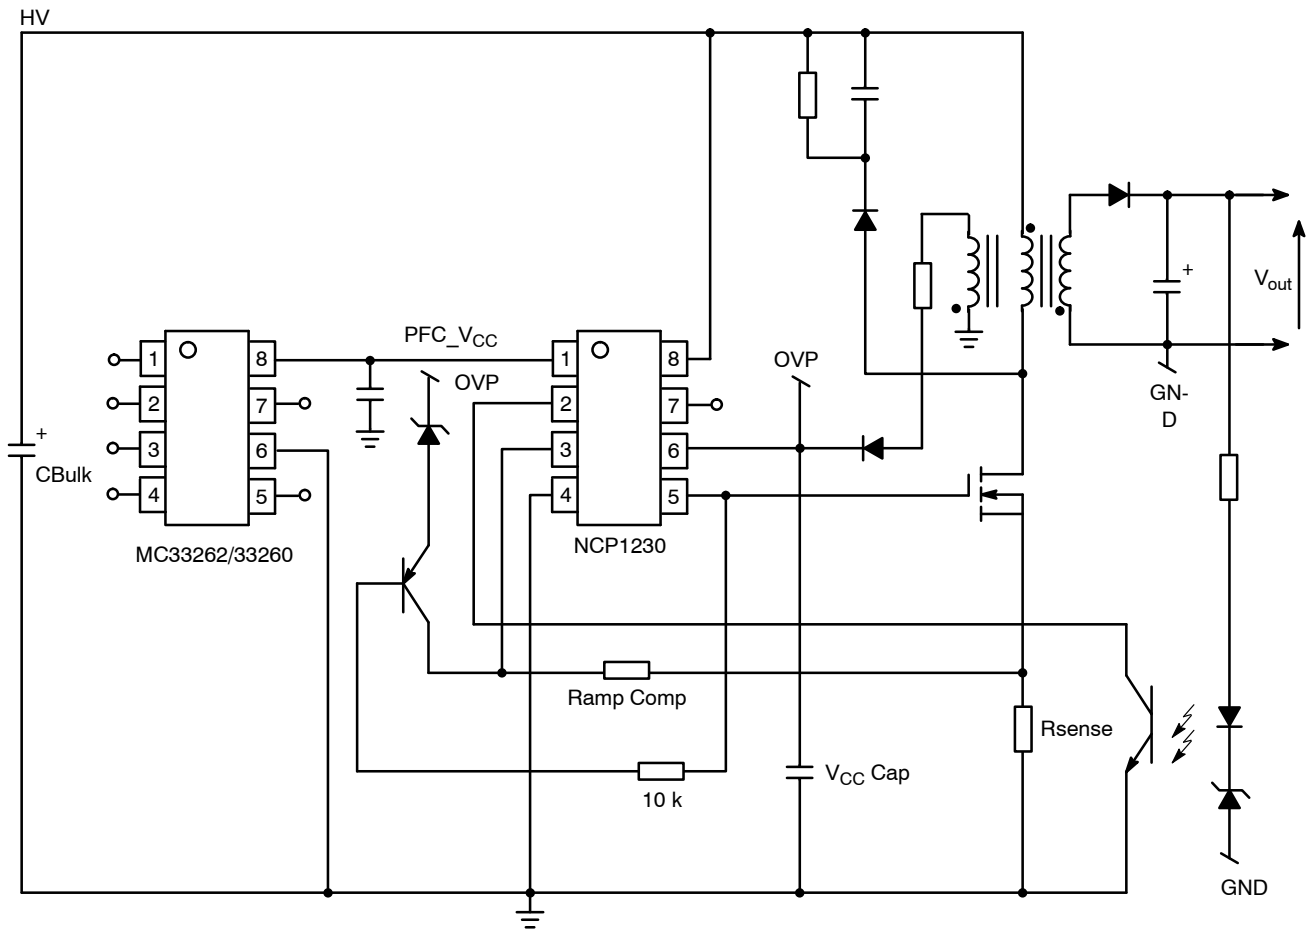 HV
PFC_VCC
OVP
OVP
1
2
3
4
8
7
6
5
1
2
3
4
8
7
6
5
+
CBulk
MC33262/33260
NCP1230
+
Vout
GN-
D
Ramp Comp
Rsense
10 k
VCC Cap
GND